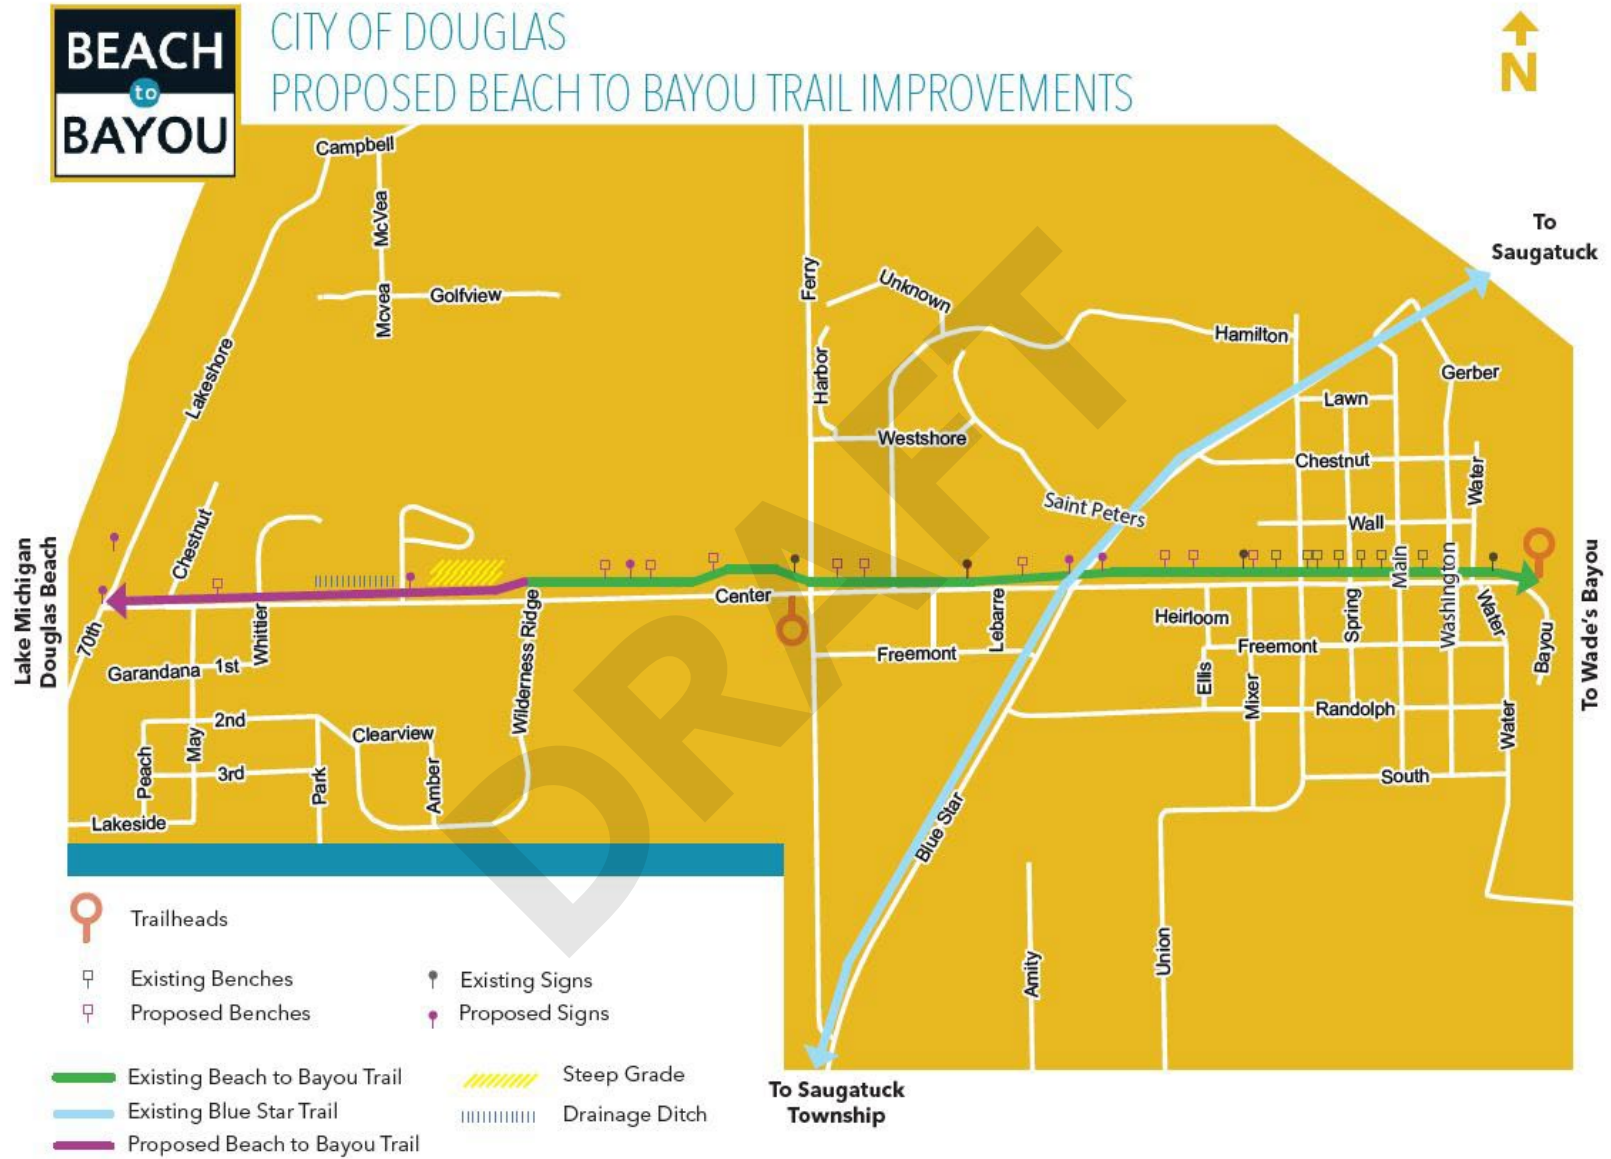 BEACH
to
BAYOU
CITY OF DOUGLAS
PROPOSED BEACH TO BAYOU TRAIL IMPROVEMENTS
N
To
Saugatuck
Campbell
McVea
Mcvea
Golfview
Lakeshore
Ferry
Unknown
Harbor
Hamilton
Gerber
Lawn
Westshore
Chestnut
Water
Saint Peters
Wall
Chestnut
Lake Michigan
Douglas Beach
70th
Whittier
Garandana
1st
2nd
May
Peach
3rd
Park
Clearview
Amber
Lakeside
Wilderness Ridge
Center
Lebarre
Freemont
Heirloom
Ellis
Freemont
Mixer
Spring
Main
Washington
Water
Bayou
To Wade's Bayou
Randolph
Water
South
Blue Star
Amity
Union
DRAFT
Trailheads
Existing Benches
Existing Signs
Proposed Benches
Proposed Signs
Existing Beach to Bayou Trail
Steep Grade
Existing Blue Star Trail
Drainage Ditch
Proposed Beach to Bayou Trail
To Saugatuck
Township